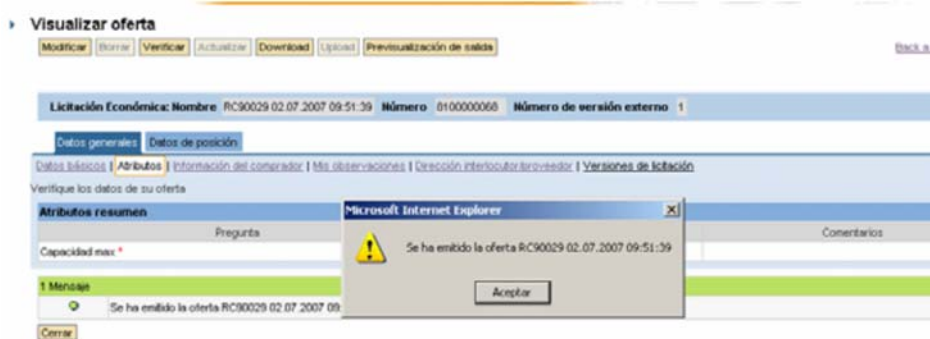 Visualizar oferta
Modificar Borrar Verificar Actualizar Download Upload Previsualización de salida Back a
Licitación Económica: Nombre RC90029 02.07.2007 09:51:39 Número 8100000068 Número de versión externo 1
Datos generales Datos de posición
Datos básicos | Atributos | Información del comprador | Mis observaciones | Dirección interlocutor/proveedor | Versiones de licitación
Verifique los datos de su oferta
Atributos resumen
Pregunta Comentarios
Capacidad max *
Microsoft Internet Explorer
Se ha emitido la oferta RC90029 02.07.2007 09:51:39
Aceptar
1 Mensaje
Se ha emitido la oferta RC90029 02.07.2007 09:
Cerrar